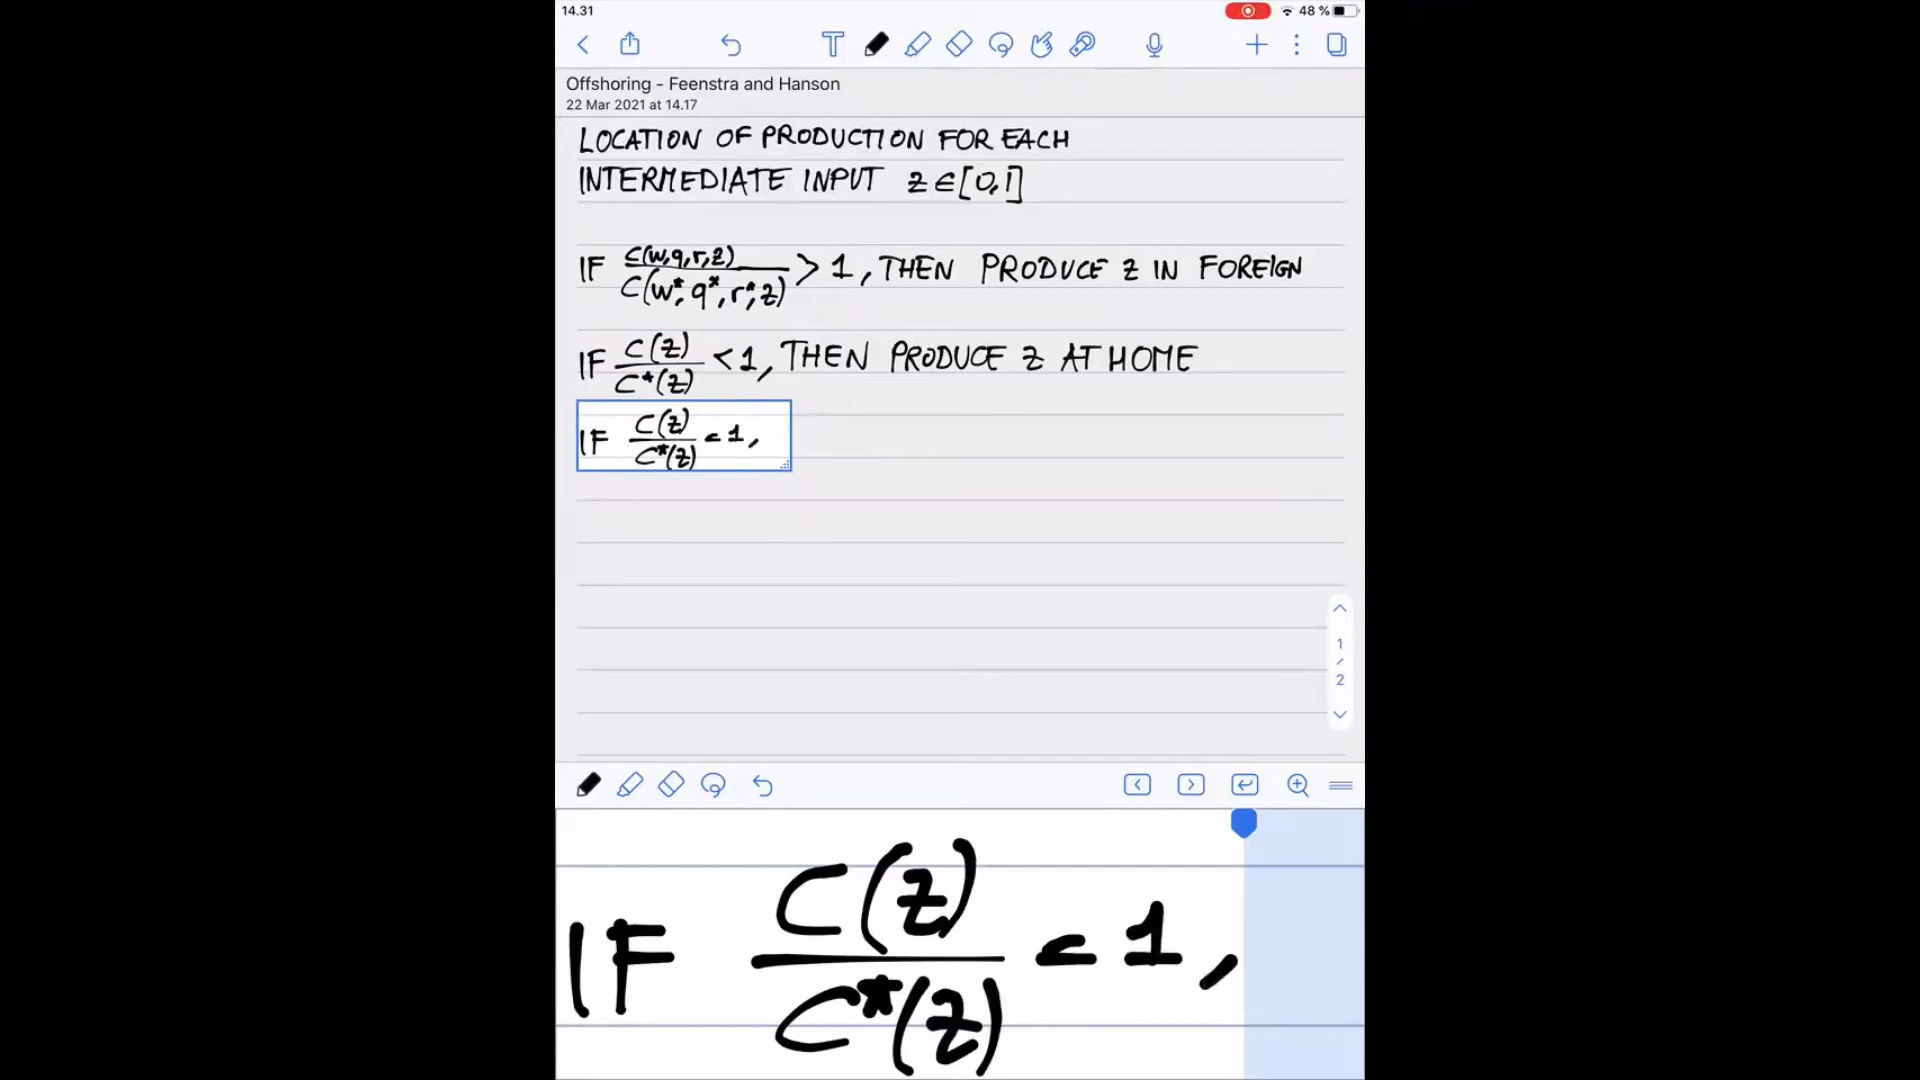 14.31
48 %
Offshoring - Feenstra and Hanson
22 Mar 2021 at 14.17
LOCATION OF PRODUCTION FOR EACH
INTERMEDIATE INPUT z ∈ [0,1]
IF C(w,q,r,z) / C(w*,q*,r*,z) > 1, THEN PRODUCE z IN FOREIGN
IF C(z) / C*(z) < 1, THEN PRODUCE z AT HOME
IF C(z) / C*(z) = 1,
1
/
2
IF C(z) / C*(z) = 1,